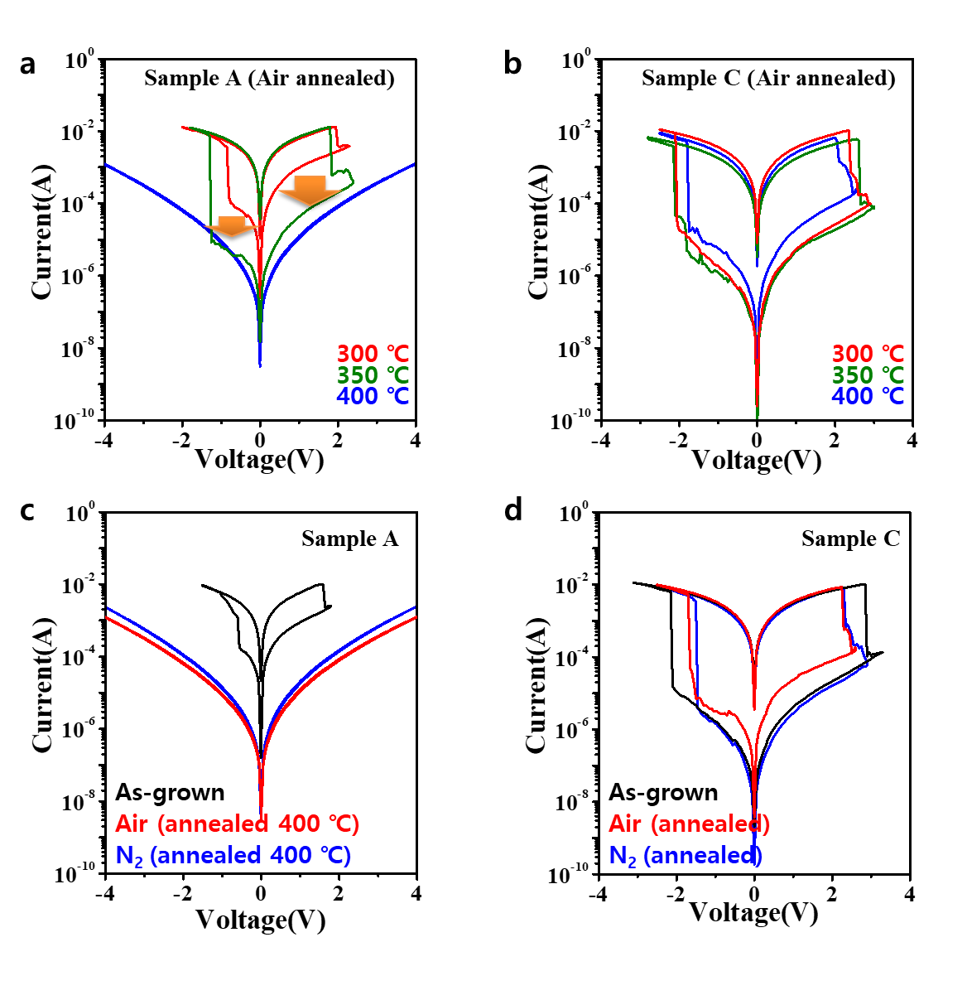 a
Sample A (Air annealed)
10^0
10^-2
10^-4
10^-6
10^-8
10^-10
Current(A)
300 ℃
350 ℃
400 ℃
-4
-2
0
2
4
Voltage(V)
b
Sample C (Air annealed)
10^0
10^-2
10^-4
10^-6
10^-8
10^-10
Current(A)
300 ℃
350 ℃
400 ℃
-4
-2
0
2
4
Voltage(V)
c
Sample A
10^0
10^-2
10^-4
10^-6
10^-8
10^-10
Current(A)
As-grown
Air (annealed 400 ℃)
N₂ (annealed 400 ℃)
-4
-2
0
2
4
Voltage(V)
d
Sample C
10^0
10^-2
10^-4
10^-6
10^-8
10^-10
Current(A)
As-grown
Air (annealed)
N₂ (annealed)
-4
-2
0
2
4
Voltage(V)